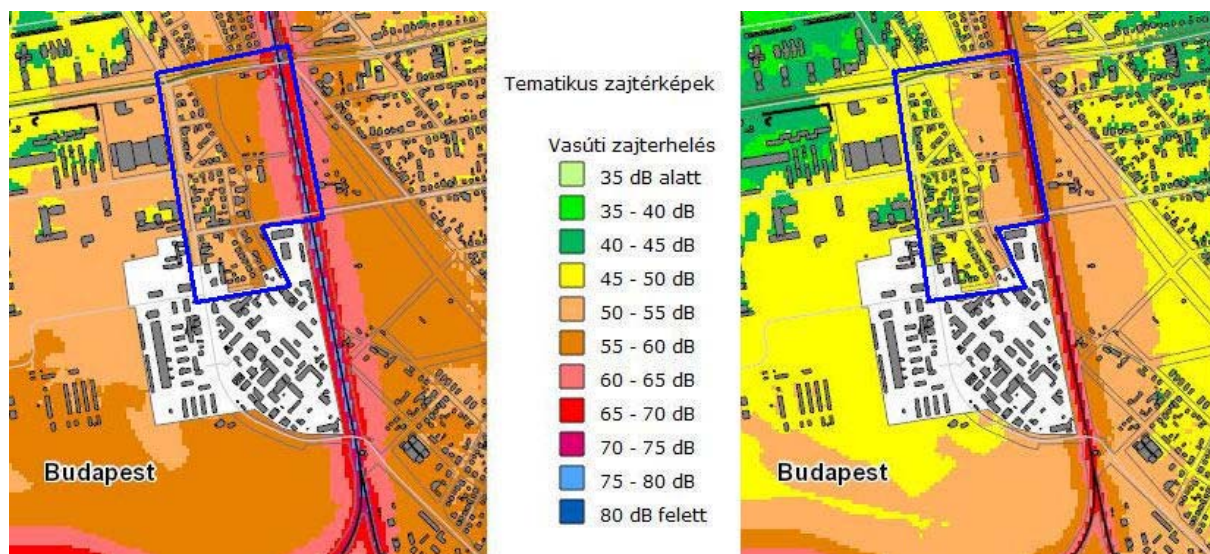 Tematikus zajtérképek
Vasúti zajterhelés
35 dB alatt
35 - 40 dB
40 - 45 dB
45 - 50 dB
50 - 55 dB
55 - 60 dB
60 - 65 dB
65 - 70 dB
70 - 75 dB
75 - 80 dB
80 dB felett
Budapest
Budapest